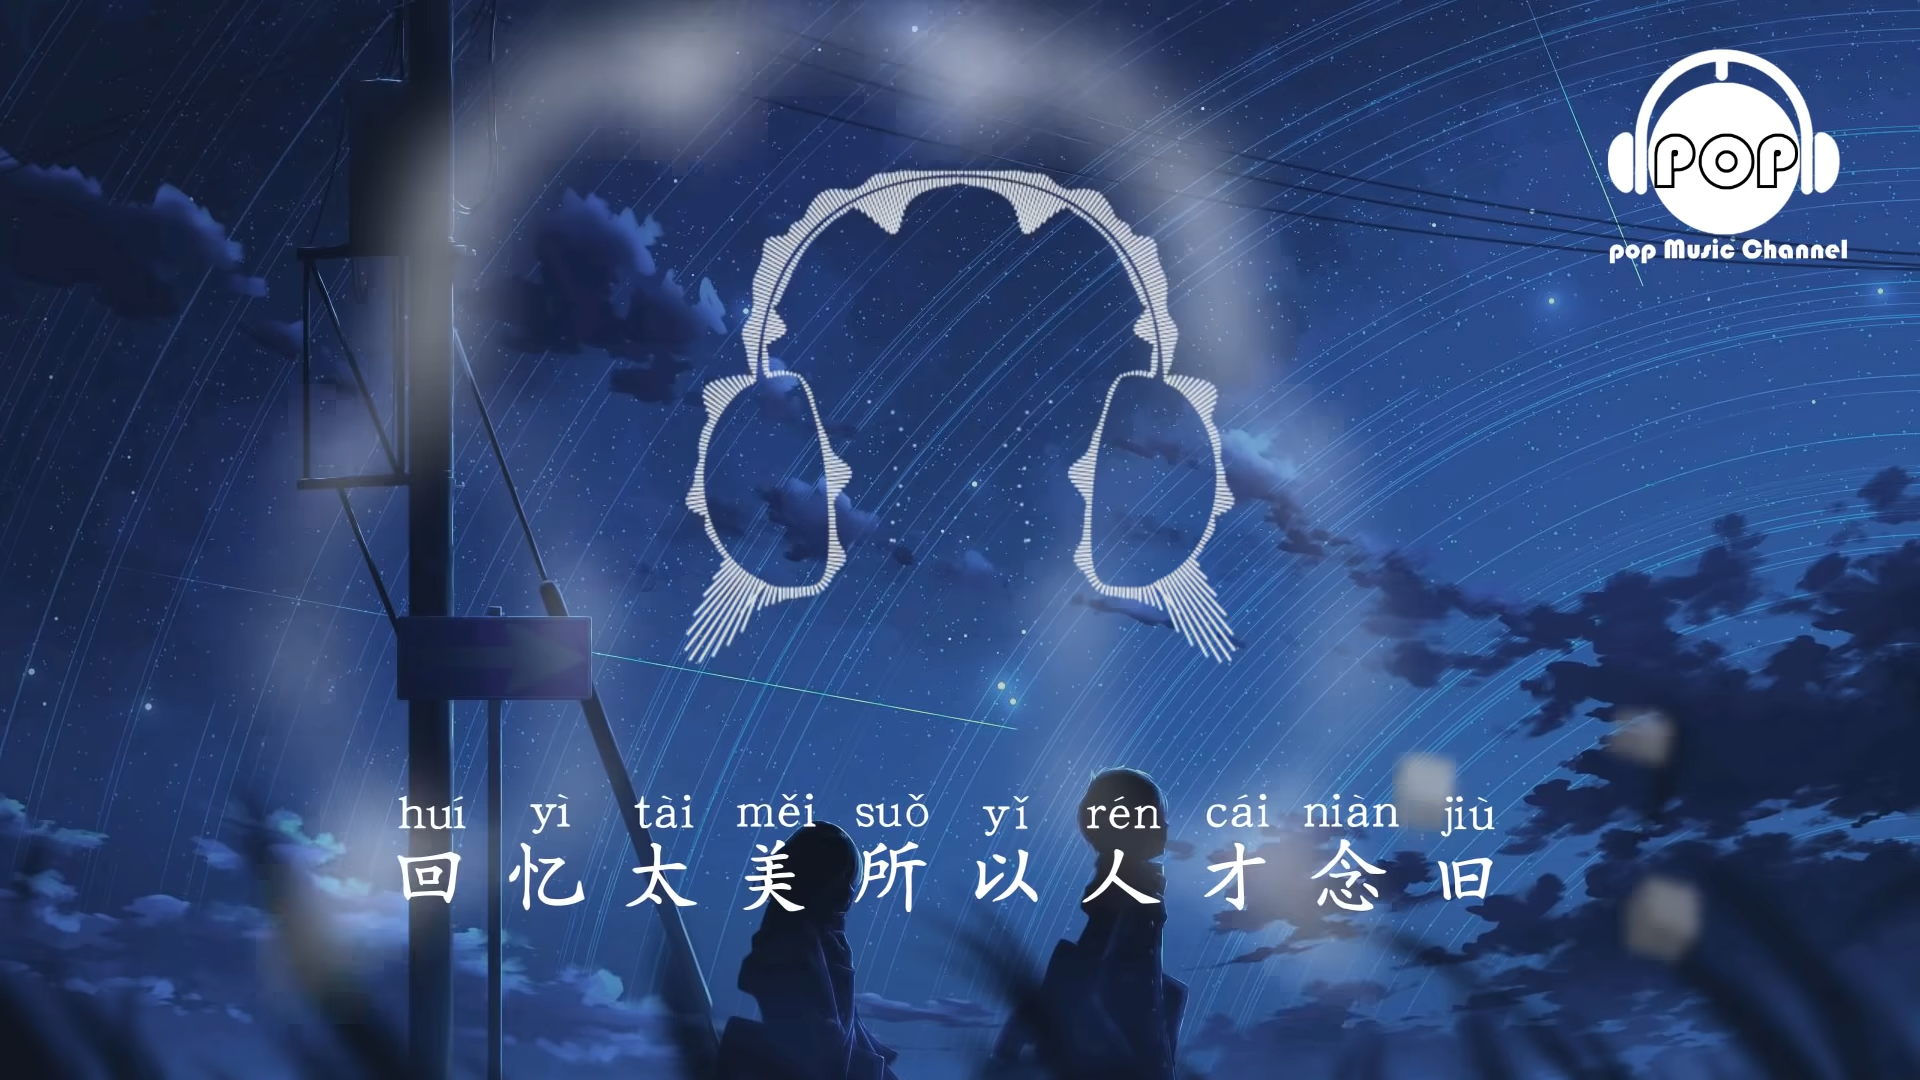 POP
pop Music Channel
huí yì tài měi suǒ yǐ rén cái niàn jiù
回忆太美所以人才念旧